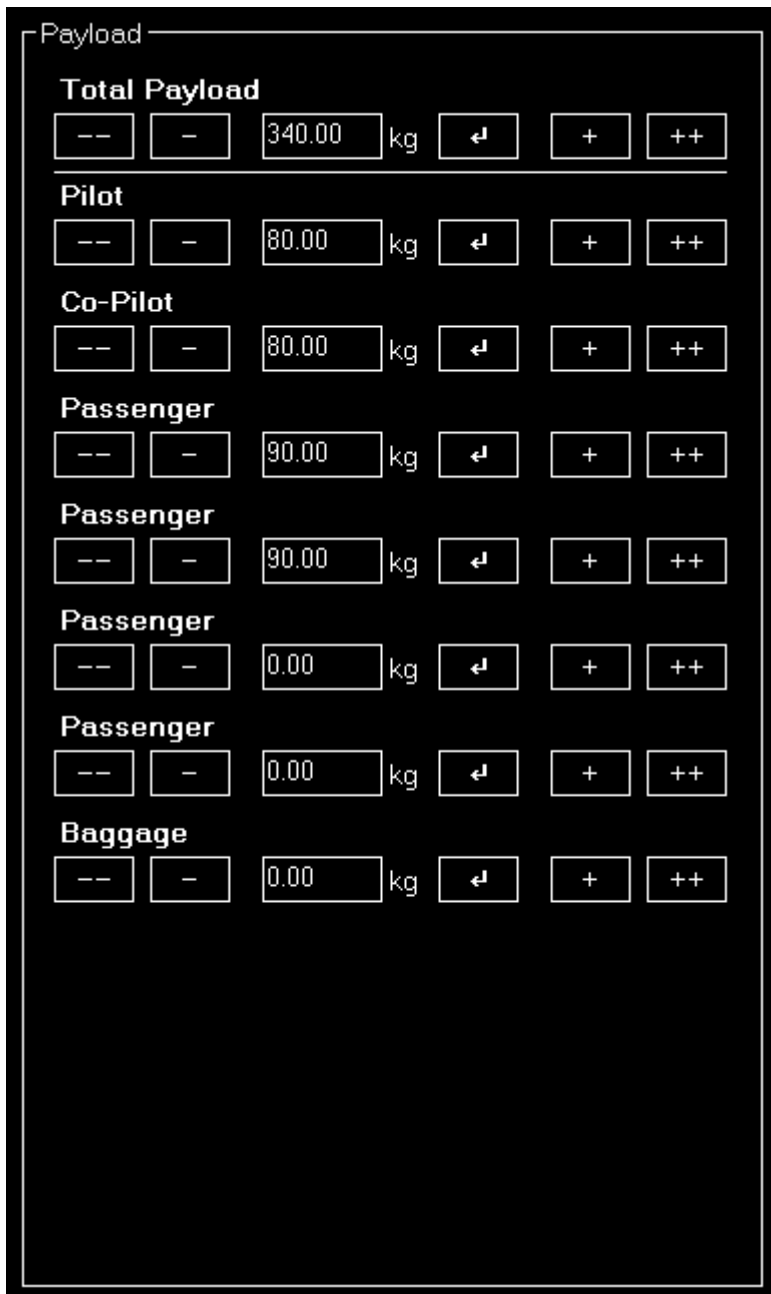 Payload
Total Payload
-- - 340.00 kg ↵ + ++
Pilot
-- - 80.00 kg ↵ + ++
Co-Pilot
-- - 80.00 kg ↵ + ++
Passenger
-- - 90.00 kg ↵ + ++
Passenger
-- - 90.00 kg ↵ + ++
Passenger
-- - 0.00 kg ↵ + ++
Passenger
-- - 0.00 kg ↵ + ++
Baggage
-- - 0.00 kg ↵ + ++